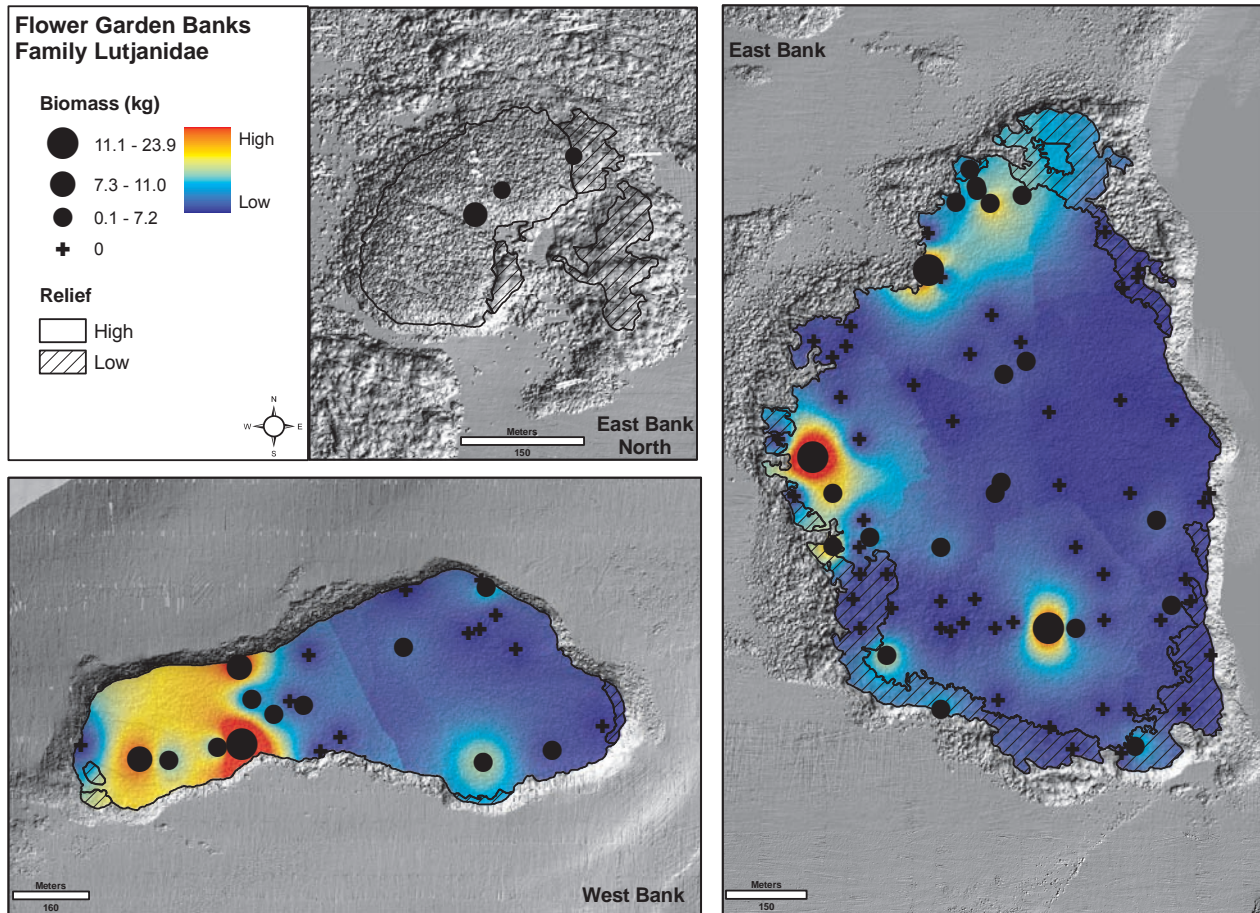 Flower Garden Banks
Family Lutjanidae
Biomass (kg)
11.1 - 23.9
7.3 - 11.0
0.1 - 7.2
0
High
Low
Relief
High
Low
N
W E
S
Meters
150
East Bank
North
East Bank
Meters
150
Meters
160
West Bank